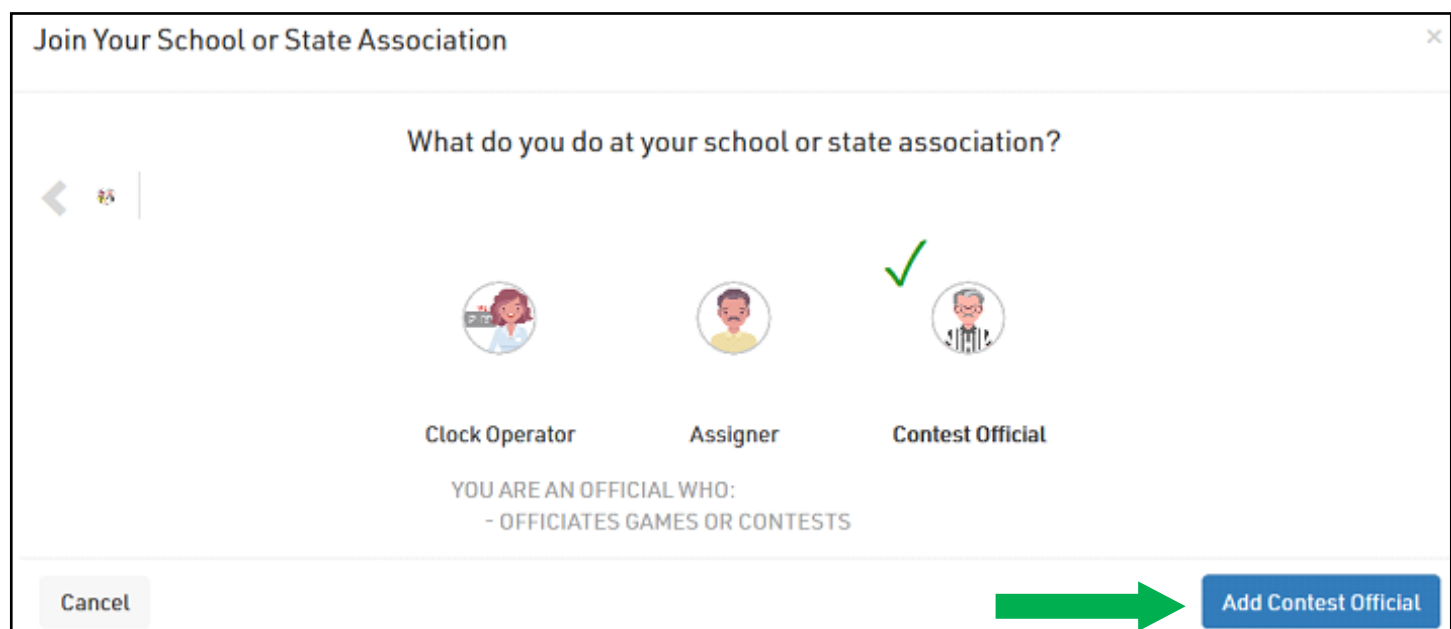 Join Your School or State Association
×
What do you do at your school or state association?
Clock Operator Assigner Contest Official
YOU ARE AN OFFICIAL WHO:
- OFFICIATES GAMES OR CONTESTS
Cancel Add Contest Official